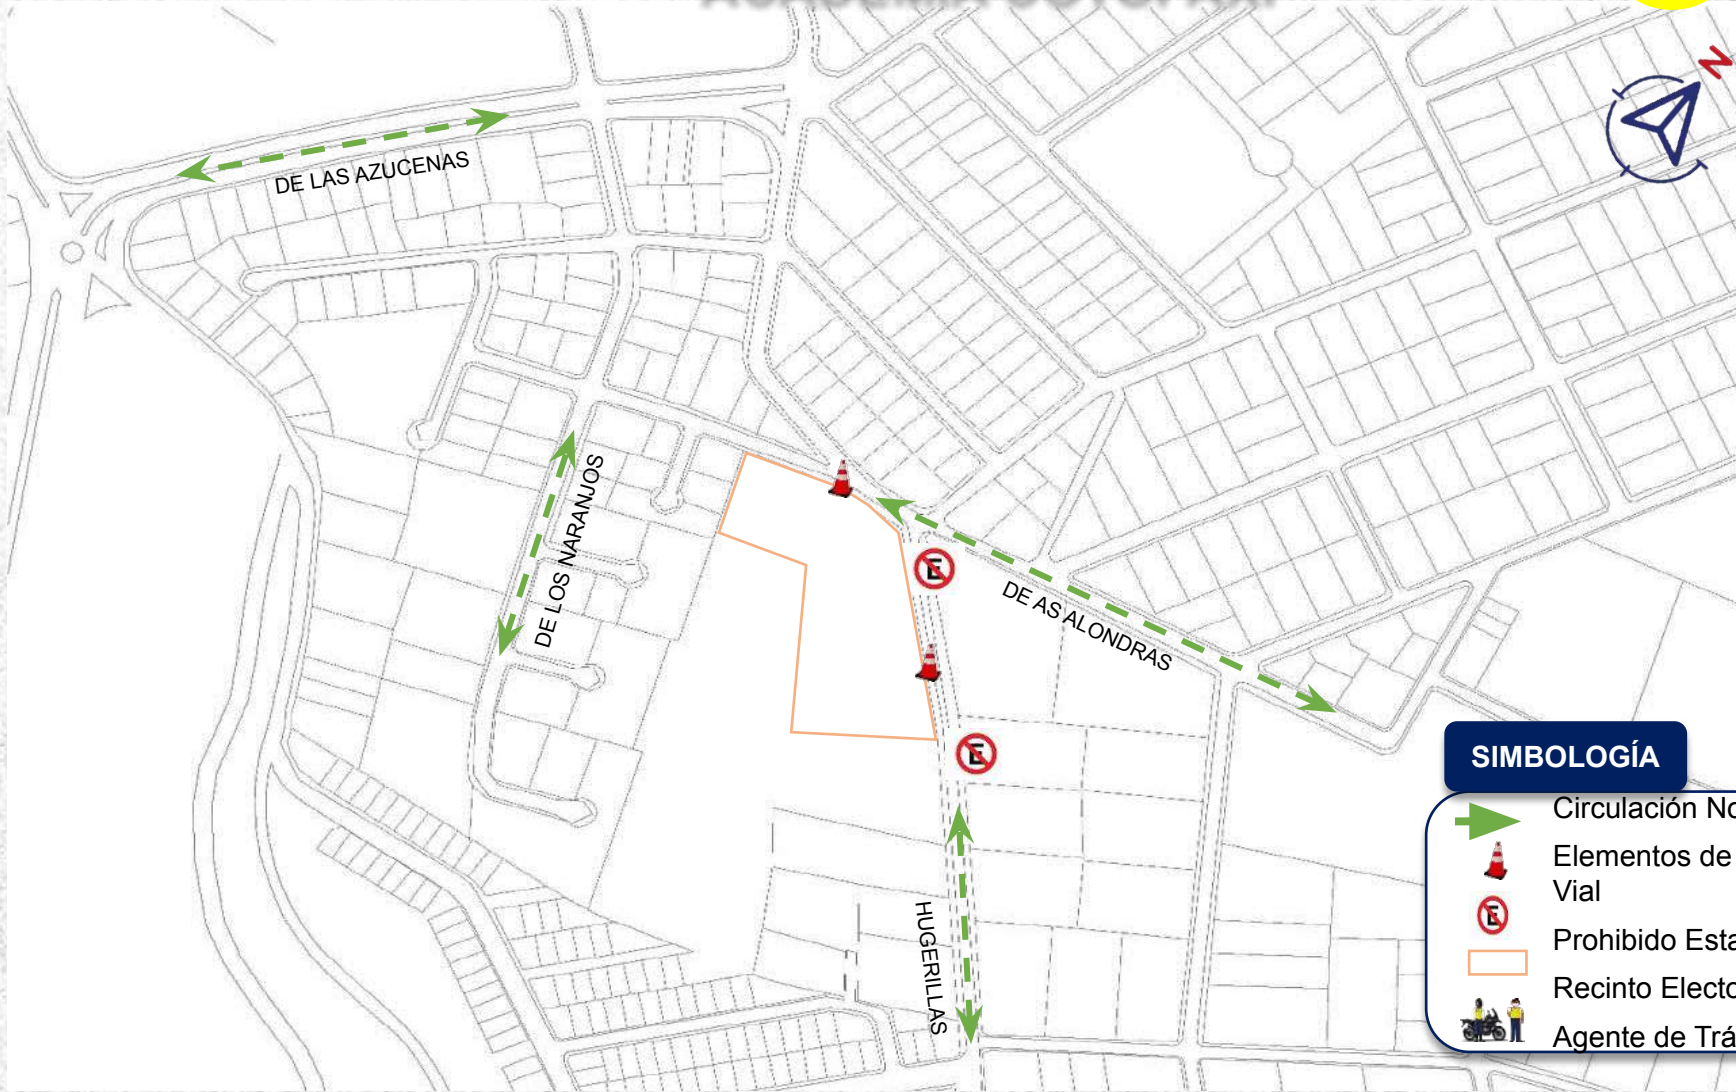 N
DE LAS AZUCENAS
DE LOS NARANJOS
DE AS ALONDRAS
HUGERILLAS
E
E
SIMBOLOGÍA
Circulación No
Elementos de
Vial
E
Prohibido Esta
Recinto Electo
Agente de Trá